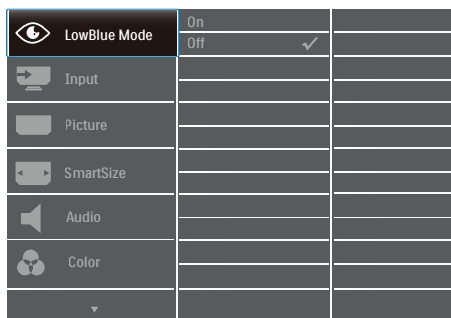 LowBlue Mode
On
Off
Input
Picture
SmartSize
Audio
Color